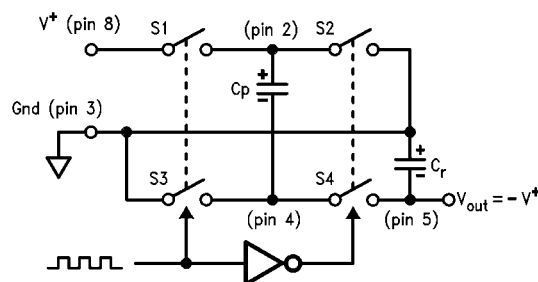 V+ (pin 8)
S1
(pin 2)
S2
+
Cp
−
Gnd (pin 3)
+
Cr
−
S3
S4
(pin 4)
(pin 5)
Vout = − V+